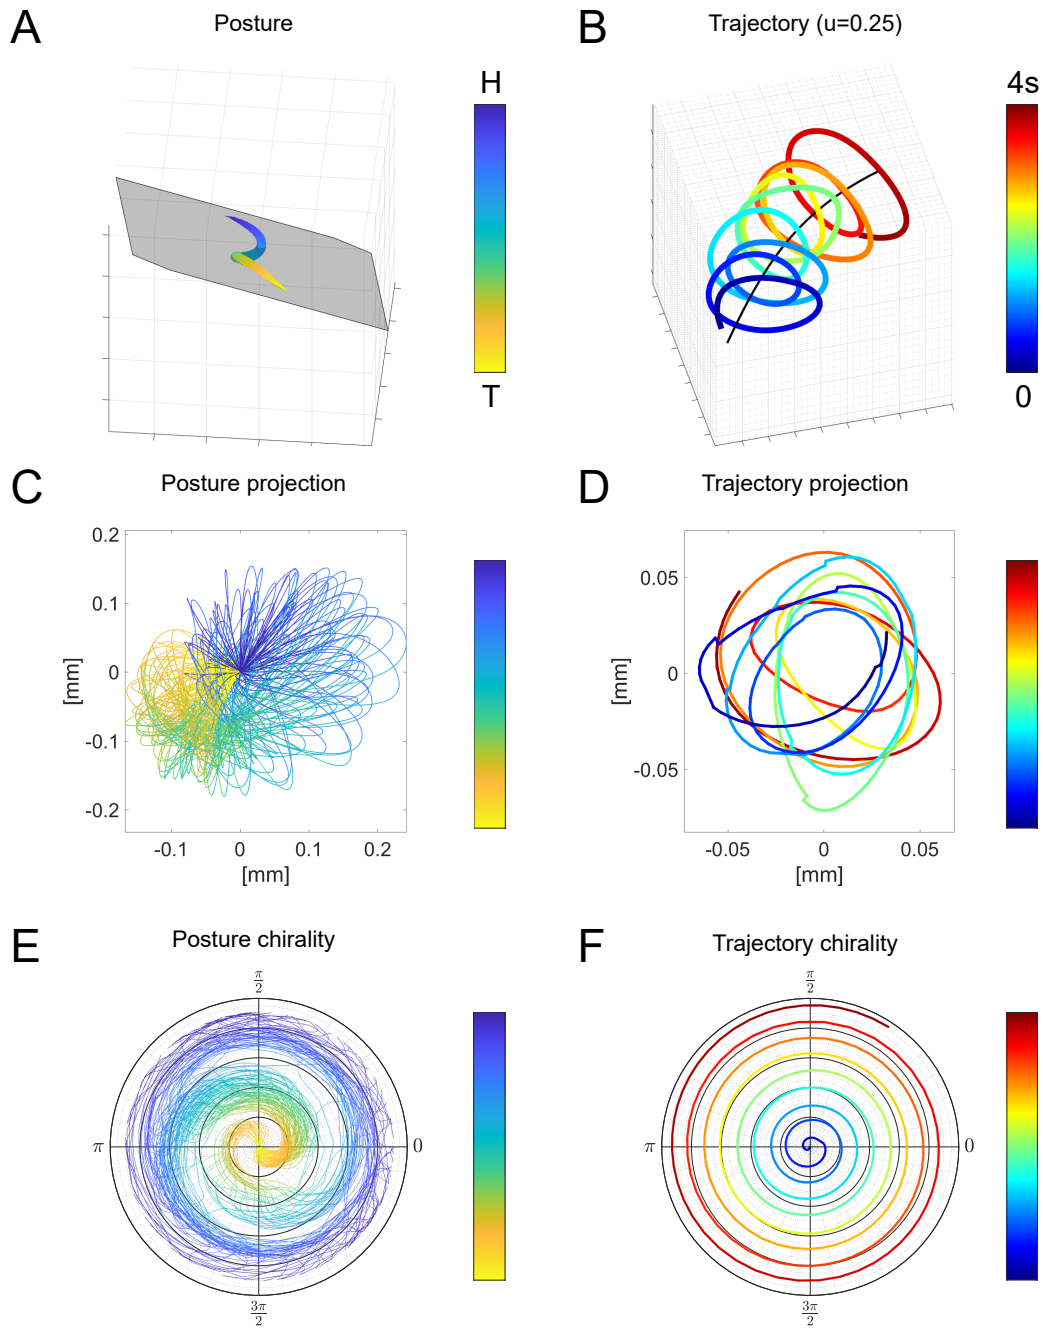 A
Posture
H
T
B
Trajectory (u=0.25)
4s
0
C
Posture projection
0.2
0.1
0
-0.1
-0.2
[mm]
-0.1
0
0.1
0.2
[mm]
D
Trajectory projection
0.05
0
-0.05
[mm]
-0.05
0
0.05
[mm]
E
Posture chirality
π/2
π
0
3π/2
F
Trajectory chirality
π/2
π
0
3π/2